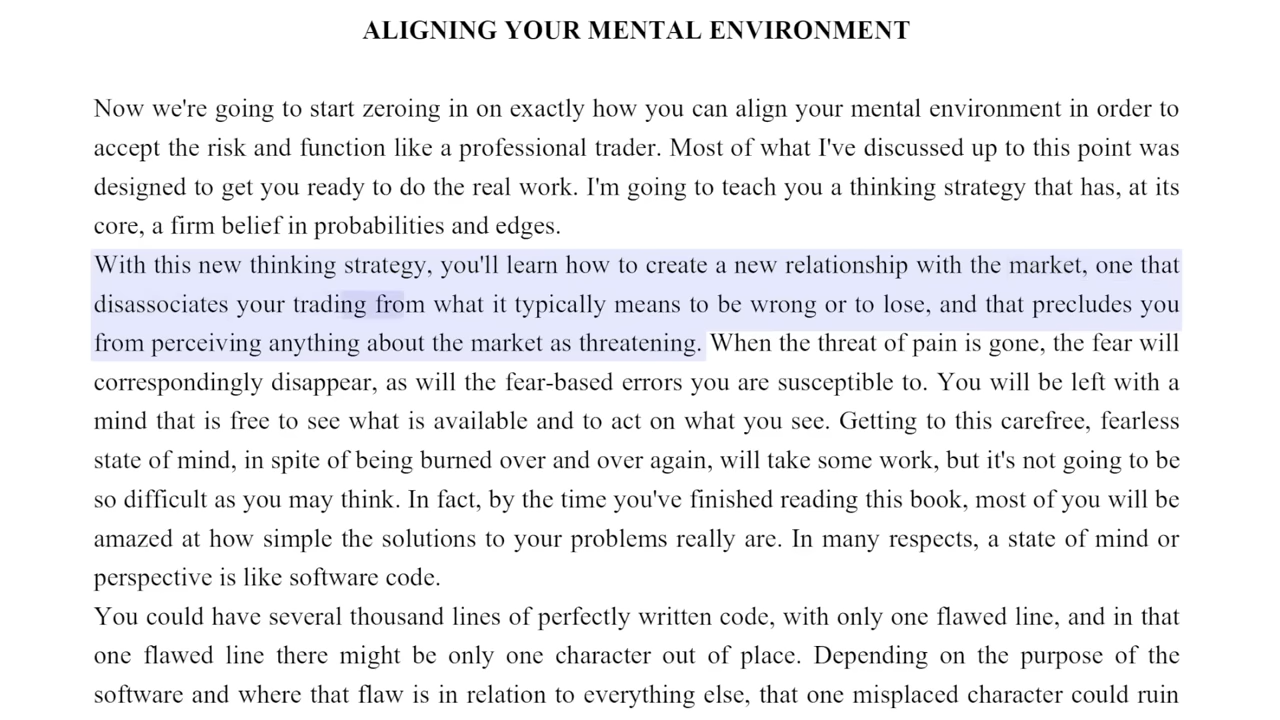 ALIGNING YOUR MENTAL ENVIRONMENT
Now we're going to start zeroing in on exactly how you can align your mental environment in order to
accept the risk and function like a professional trader. Most of what I've discussed up to this point was
designed to get you ready to do the real work. I'm going to teach you a thinking strategy that has, at its
core, a firm belief in probabilities and edges.
With this new thinking strategy, you'll learn how to create a new relationship with the market, one that
disassociates your trading from what it typically means to be wrong or to lose, and that precludes you
from perceiving anything about the market as threatening. When the threat of pain is gone, the fear will
correspondingly disappear, as will the fear-based errors you are susceptible to. You will be left with a
mind that is free to see what is available and to act on what you see. Getting to this carefree, fearless
state of mind, in spite of being burned over and over again, will take some work, but it's not going to be
so difficult as you may think. In fact, by the time you've finished reading this book, most of you will be
amazed at how simple the solutions to your problems really are. In many respects, a state of mind or
perspective is like software code.
You could have several thousand lines of perfectly written code, with only one flawed line, and in that
one flawed line there might be only one character out of place. Depending on the purpose of the
software and where that flaw is in relation to everything else, that one misplaced character could ruin